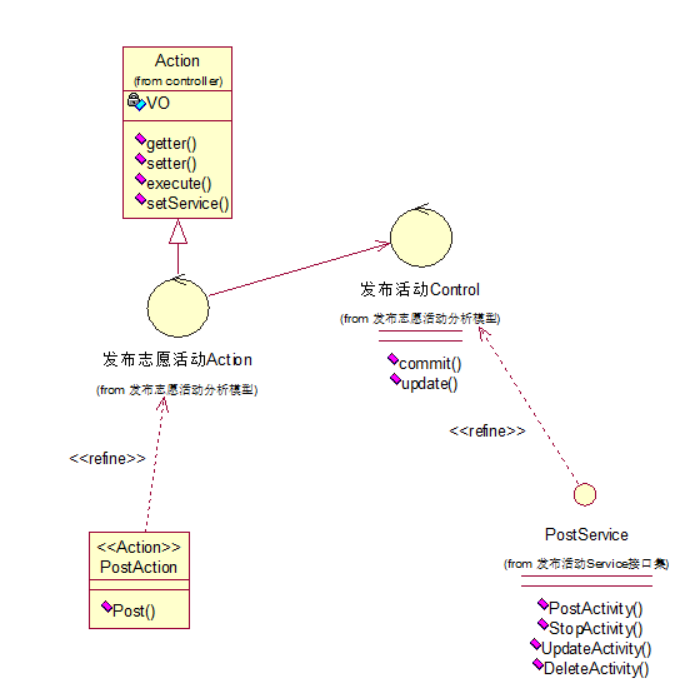 Action
(from controller)
VO
getter()
setter()
execute()
setService()
发布活动Control
(from 发布志愿活动分析模型)
commit()
update()
发布志愿活动Action
(from 发布志愿活动分析模型)
<<refine>>
<<refine>>
<<Action>>
PostAction
Post()
PostService
(from 发布活动Service接口集)
PostActivity()
StopActivity()
UpdateActivity()
DeleteActivity()